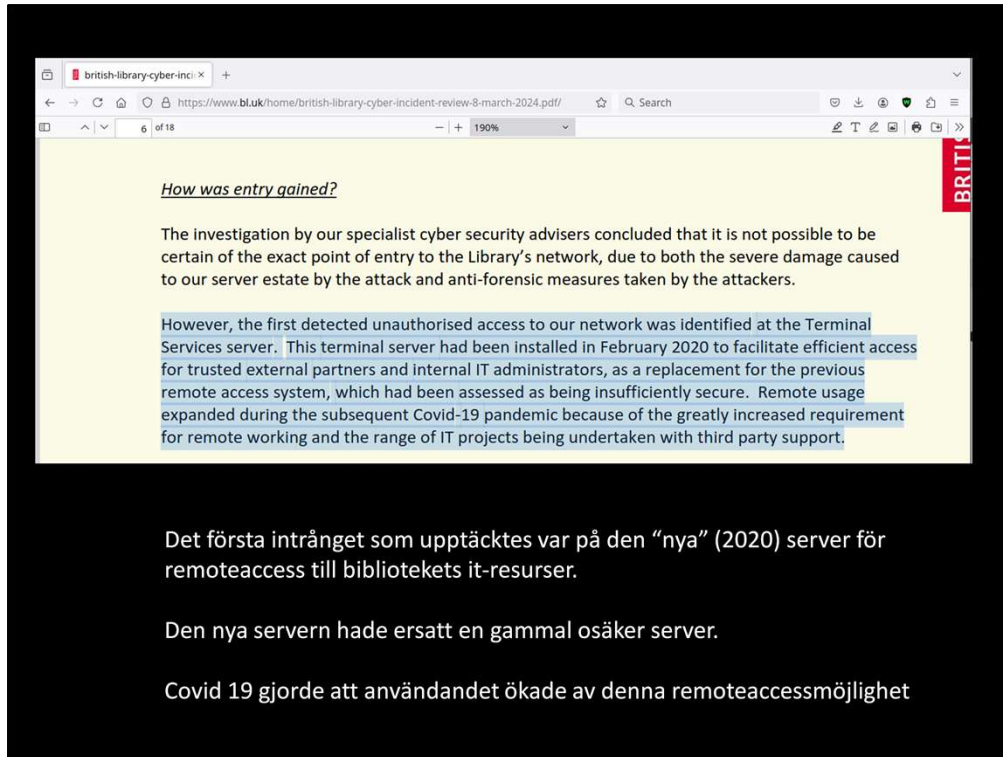 british-library-cyber-inci
https://www.bl.uk/home/british-library-cyber-incident-review-8-march-2024.pdf/
Search
6 of 18
190%
BRITI
How was entry gained?
The investigation by our specialist cyber security advisers concluded that it is not possible to be
certain of the exact point of entry to the Library's network, due to both the severe damage caused
to our server estate by the attack and anti-forensic measures taken by the attackers.
However, the first detected unauthorised access to our network was identified at the Terminal
Services server. This terminal server had been installed in February 2020 to facilitate efficient access
for trusted external partners and internal IT administrators, as a replacement for the previous
remote access system, which had been assessed as being insufficiently secure. Remote usage
expanded during the subsequent Covid-19 pandemic because of the greatly increased requirement
for remote working and the range of IT projects being undertaken with third party support.
Det första intrånget som upptäcktes var på den “nya” (2020) server för
remoteaccess till bibliotekets it-resurser.
Den nya servern hade ersatt en gammal osäker server.
Covid 19 gjorde att användandet ökade av denna remoteaccessmöjlighet